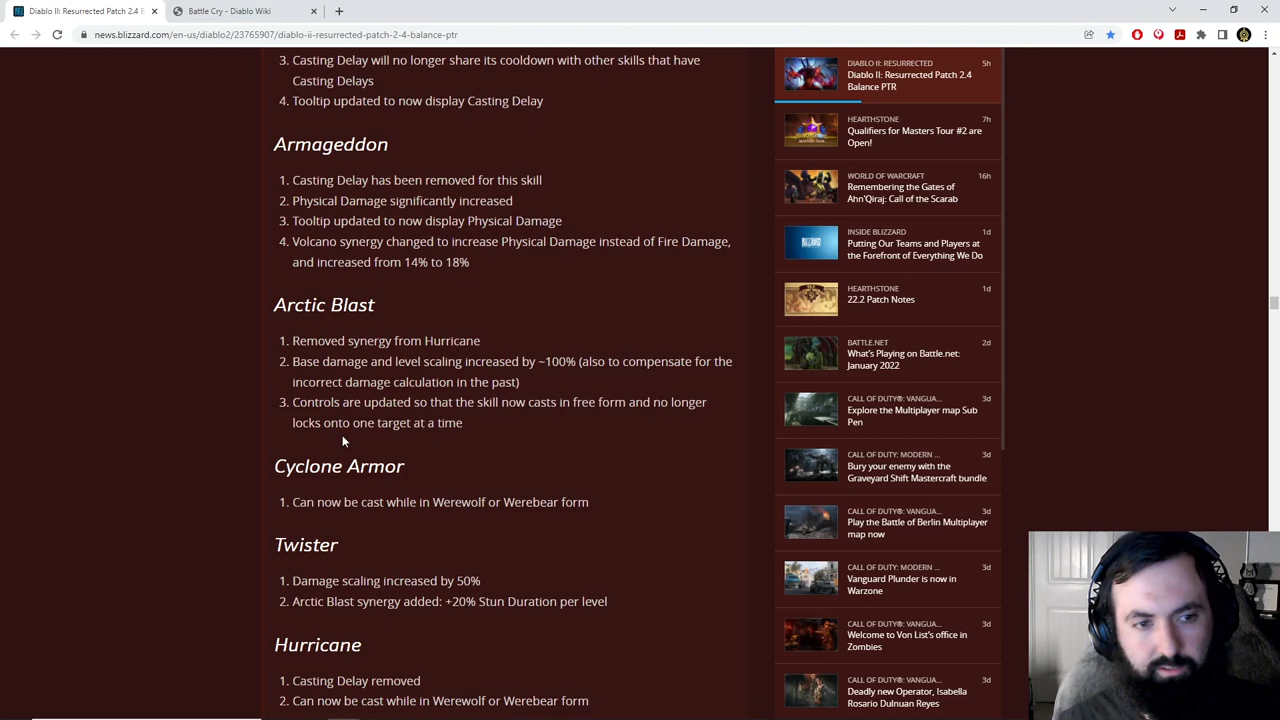 Diablo II: Resurrected Patch 2.4 B
Battle Cry - Diablo Wiki
news.blizzard.com/en-us/diablo2/23765907/diablo-ii-resurrected-patch-2-4-balance-ptr
3. Casting Delay will no longer share its cooldown with other skills that have
Casting Delays
4. Tooltip updated to now display Casting Delay
Armageddon
1. Casting Delay has been removed for this skill
2. Physical Damage significantly increased
3. Tooltip updated to now display Physical Damage
4. Volcano synergy changed to increase Physical Damage instead of Fire Damage,
and increased from 14% to 18%
Arctic Blast
1. Removed synergy from Hurricane
2. Base damage and level scaling increased by ~100% (also to compensate for the
incorrect damage calculation in the past)
3. Controls are updated so that the skill now casts in free form and no longer
locks onto one target at a time
Cyclone Armor
1. Can now be cast while in Werewolf or Werebear form
Twister
1. Damage scaling increased by 50%
2. Arctic Blast synergy added: +20% Stun Duration per level
Hurricane
1. Casting Delay removed
2. Can now be cast while in Werewolf or Werebear form
DIABLO II: RESURRECTED 5h
Diablo II: Resurrected Patch 2.4
Balance PTR
HEARTHSTONE 7h
Qualifiers for Masters Tour #2 are
Open!
WORLD OF WARCRAFT 16h
Remembering the Gates of
Ahn'Qiraj: Call of the Scarab
INSIDE BLIZZARD 1d
Putting Our Teams and Players at
the Forefront of Everything We Do
HEARTHSTONE 1d
22.2 Patch Notes
BATTLE.NET 2d
What's Playing on Battle.net:
January 2022
CALL OF DUTY®: VANGUA... 3d
Explore the Multiplayer map Sub
Pen
CALL OF DUTY: MODERN ... 3d
Bury your enemy with the
Graveyard Shift Mastercraft bundle
CALL OF DUTY®: VANGUA... 3d
Play the Battle of Berlin Multiplayer
map now
CALL OF DUTY: MODERN ... 3d
Vanguard Plunder is now in
Warzone
CALL OF DUTY®: VANGUA... 3d
Welcome to Von List's office in
Zombies
CALL OF DUTY®: VANGUA... 3d
Deadly new Operator, Isabella
Rosario Dulnuan Reyes